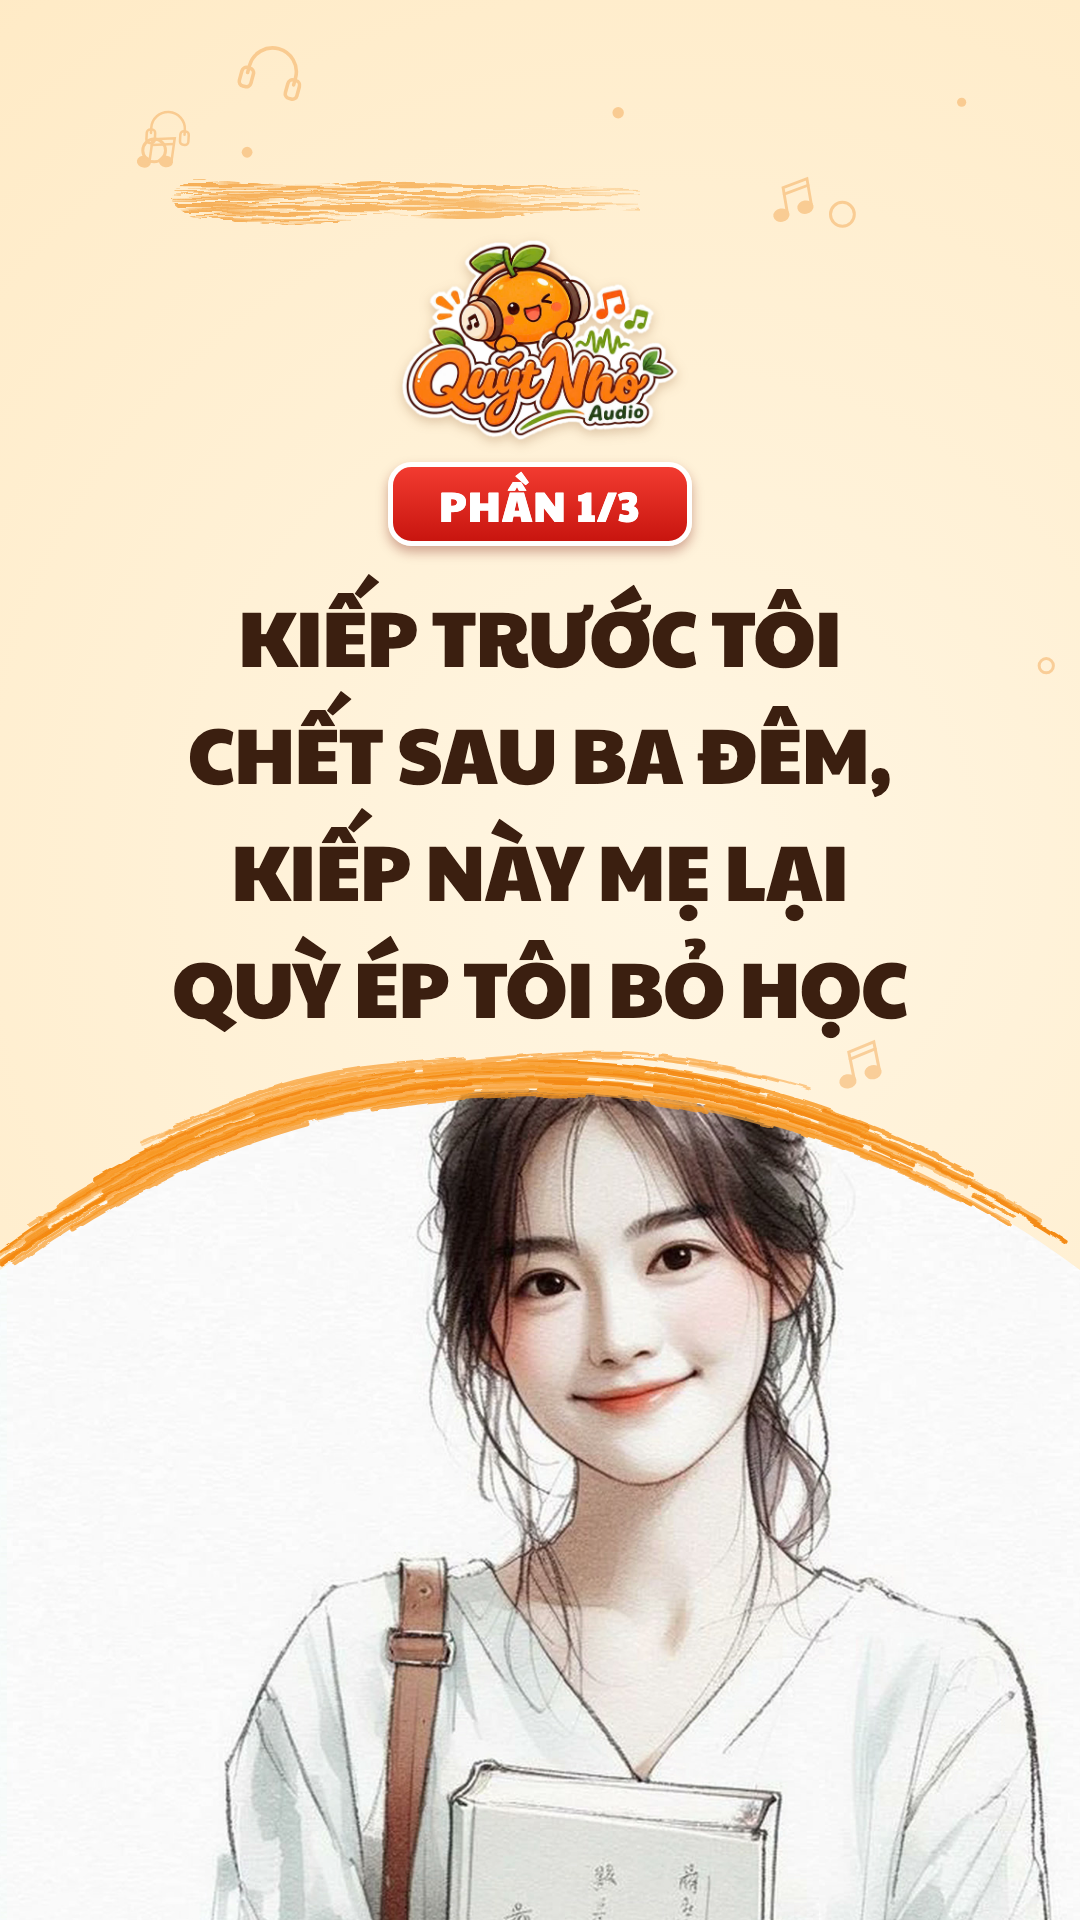 Quýt Nhỏ
Audio
PHẦN 1/3
KIẾP TRƯỚC TÔI
CHẾT SAU BA ĐÊM,
KIẾP NÀY MẸ LẠI
QUỲ ÉP TÔI BỎ HỌC